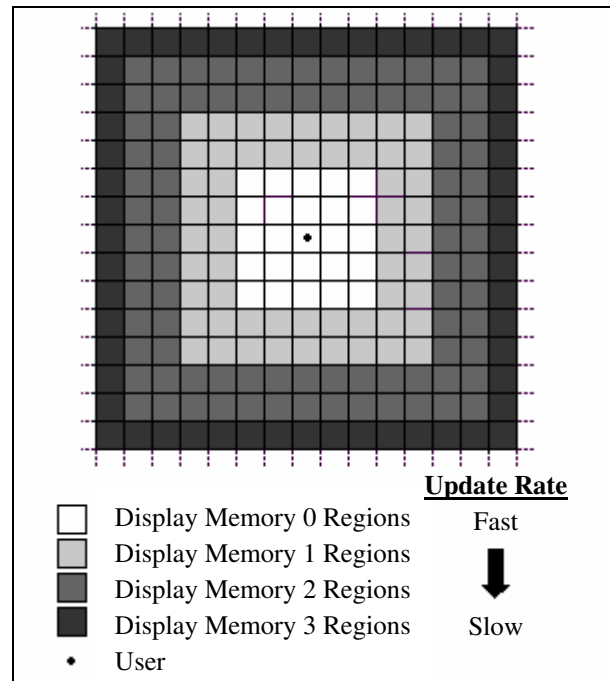 Update Rate
Display Memory 0 Regions Fast
Display Memory 1 Regions
Display Memory 2 Regions
Display Memory 3 Regions Slow
User